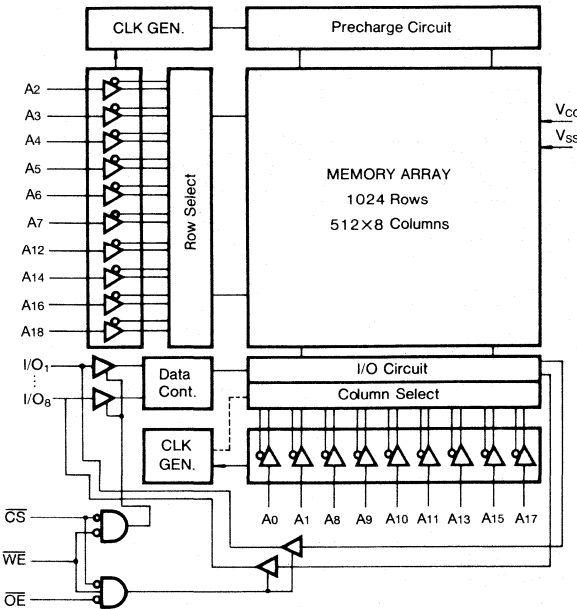 CLK GEN.
Precharge Circuit
A2
A3
A4
A5
A6
A7
A12
A14
A16
A18
Row Select
MEMORY ARRAY
1024 Rows
512×8 Columns
VCC
VSS
I/O1
I/O8
Data
Cont.
I/O Circuit
Column Select
CLK
GEN.
A0 A1 A8 A9 A10 A11 A13 A15 A17
CS
WE
OE